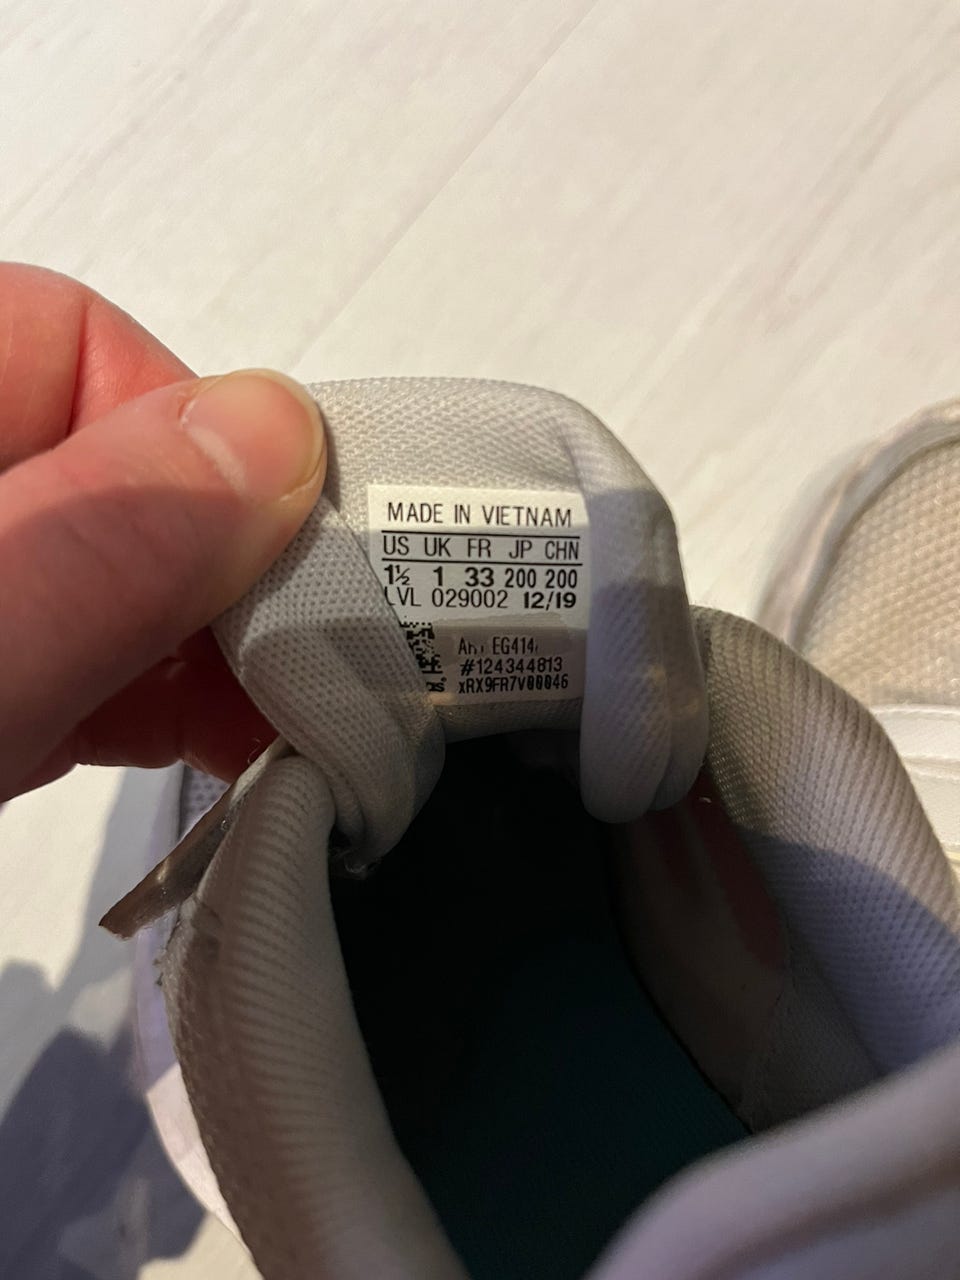 MADE IN VIETNAM
US UK FR JP CHN
1½ 1 33 200 200
LVL 029002 12/19
#124344813
xRX9FR7V00046